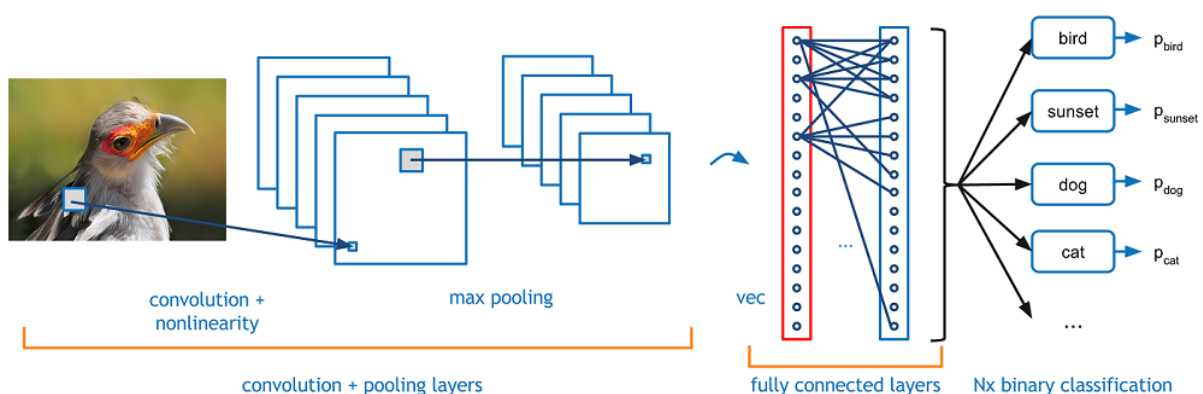 bird
p_bird
sunset
p_sunset
dog
p_dog
cat
p_cat
...
...
convolution +
nonlinearity
max pooling
vec
convolution + pooling layers
fully connected layers
Nx binary classification